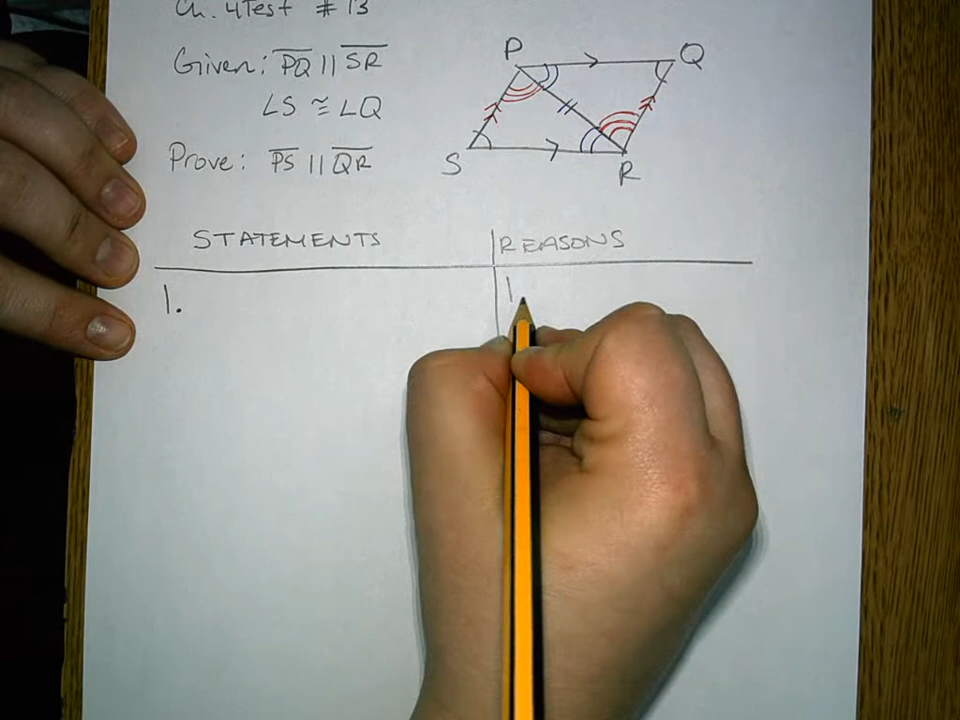 Ch. 4 Test # 13
Given: PQ || SR
∠S ≅ ∠Q
Prove: PS || QR
P
Q
S
R
STATEMENTS REASONS
1. 1